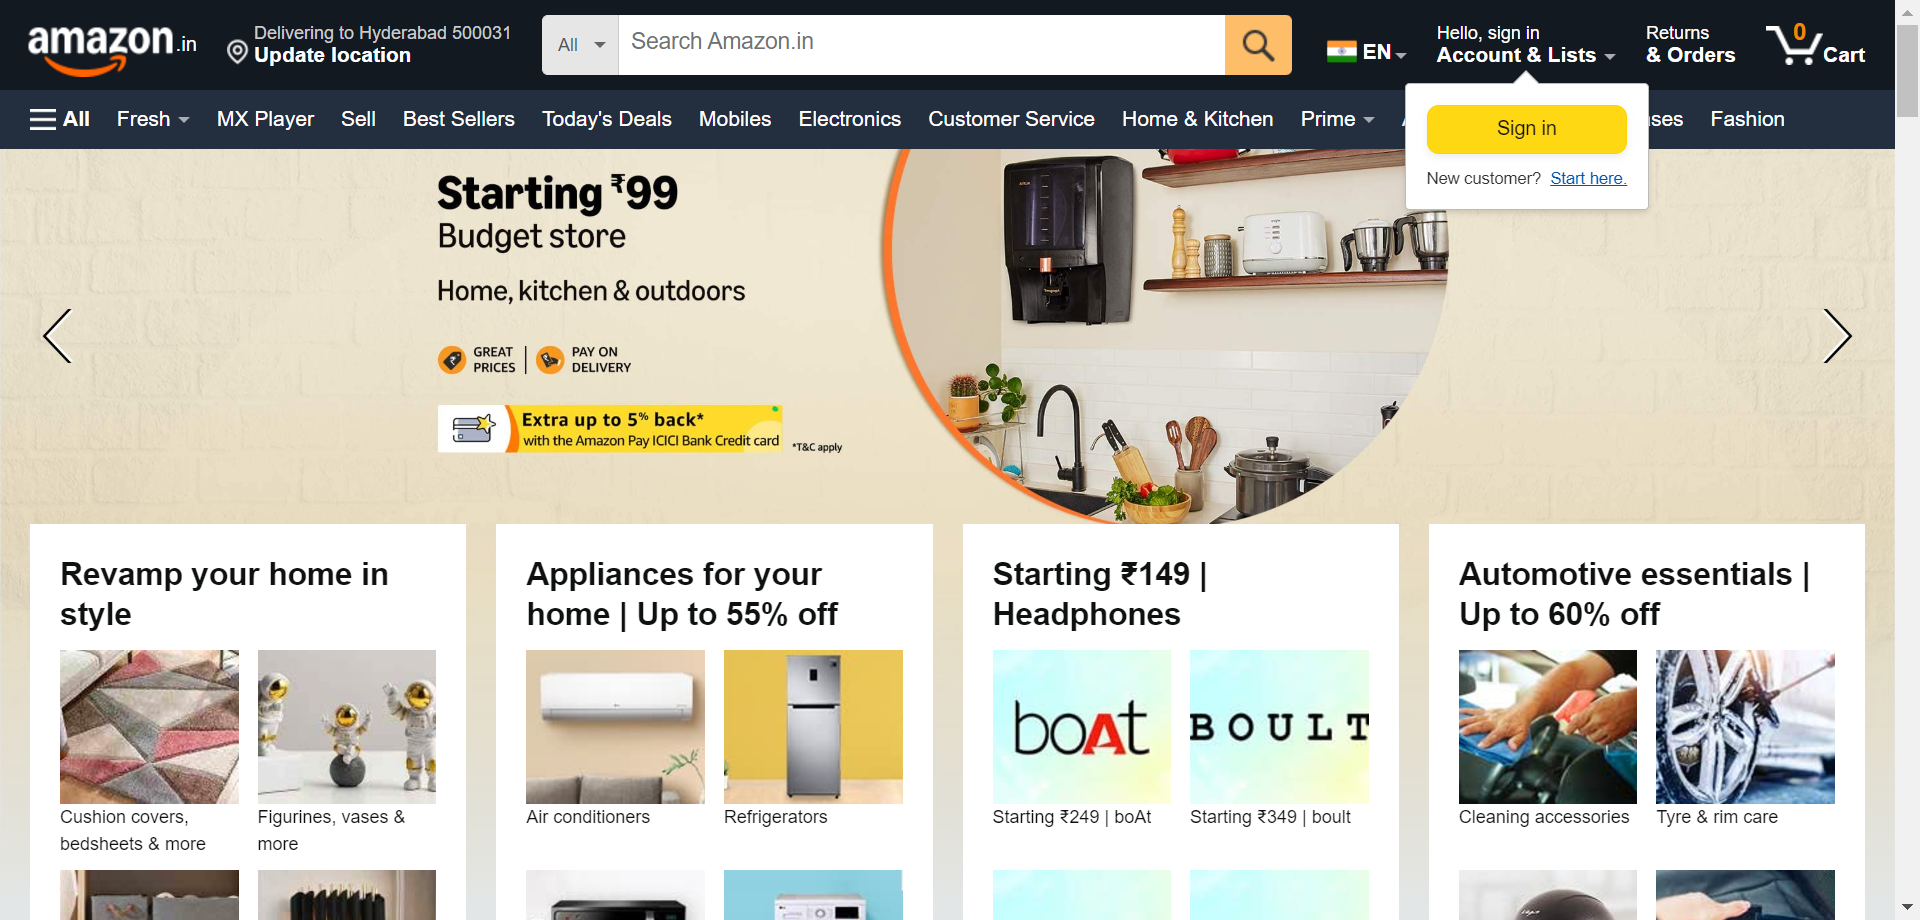 amazon.in
Delivering to Hyderabad 500031
Update location
All
Search Amazon.in
EN
Hello, sign in
Account & Lists
Returns
& Orders
0
Cart
All
Fresh
MX Player
Sell
Best Sellers
Today's Deals
Mobiles
Electronics
Customer Service
Home & Kitchen
Prime
Fashion
Sign in
New customer? Start here.
Starting ₹99
Budget store
Home, kitchen & outdoors
GREAT
PRICES
PAY ON
DELIVERY
Extra up to 5% back*
with the Amazon Pay ICICI Bank Credit card
*T&C apply
Revamp your home in
style
Cushion covers,
bedsheets & more
Figurines, vases &
more
Appliances for your
home | Up to 55% off
Air conditioners
Refrigerators
Starting ₹149 |
Headphones
boAt
BOULT
Starting ₹249 | boAt
Starting ₹349 | boult
Automotive essentials |
Up to 60% off
Cleaning accessories
Tyre & rim care